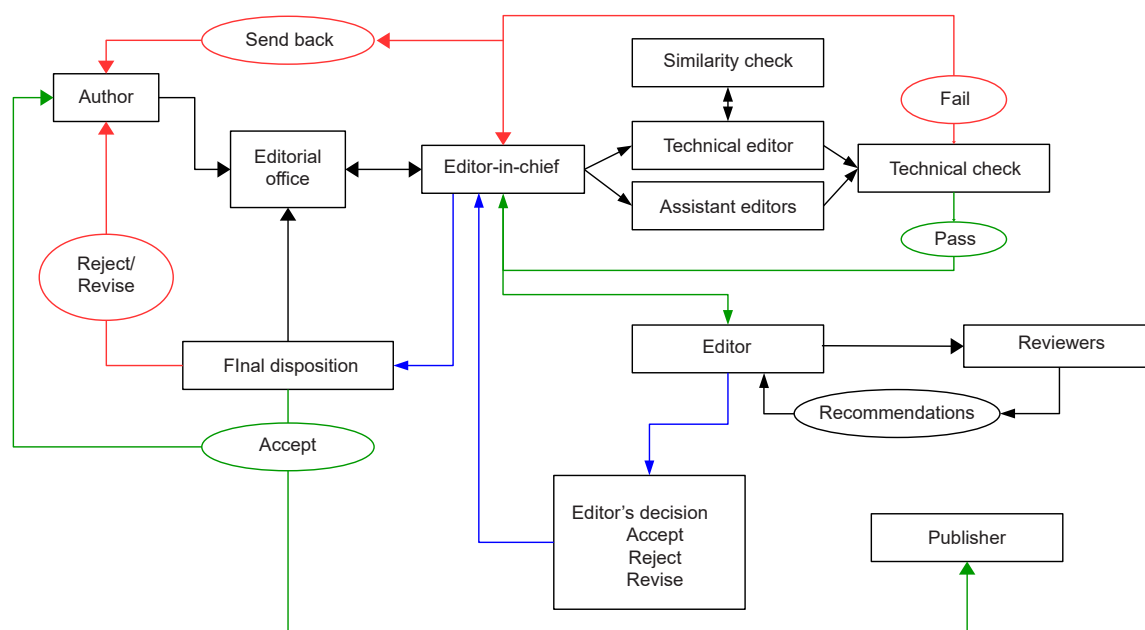 Send back
Similarity check
Author
Fail
Editorial
office
Technical editor
Editor-in-chief
Technical check
Assistant editors
Pass
Reject/
Revise
Editor
Reviewers
FInal disposition
Recommendations
Accept
Editor’s decision
Accept
Reject
Revise
Publisher